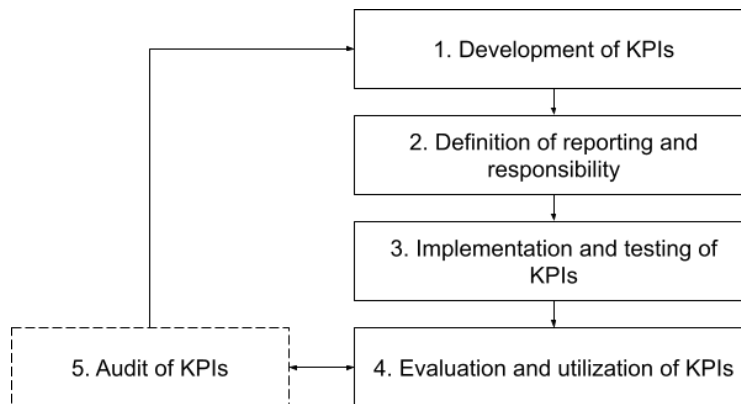 1. Development of KPIs
2. Definition of reporting and
responsibility
3. Implementation and testing of
KPIs
5. Audit of KPIs
4. Evaluation and utilization of KPIs